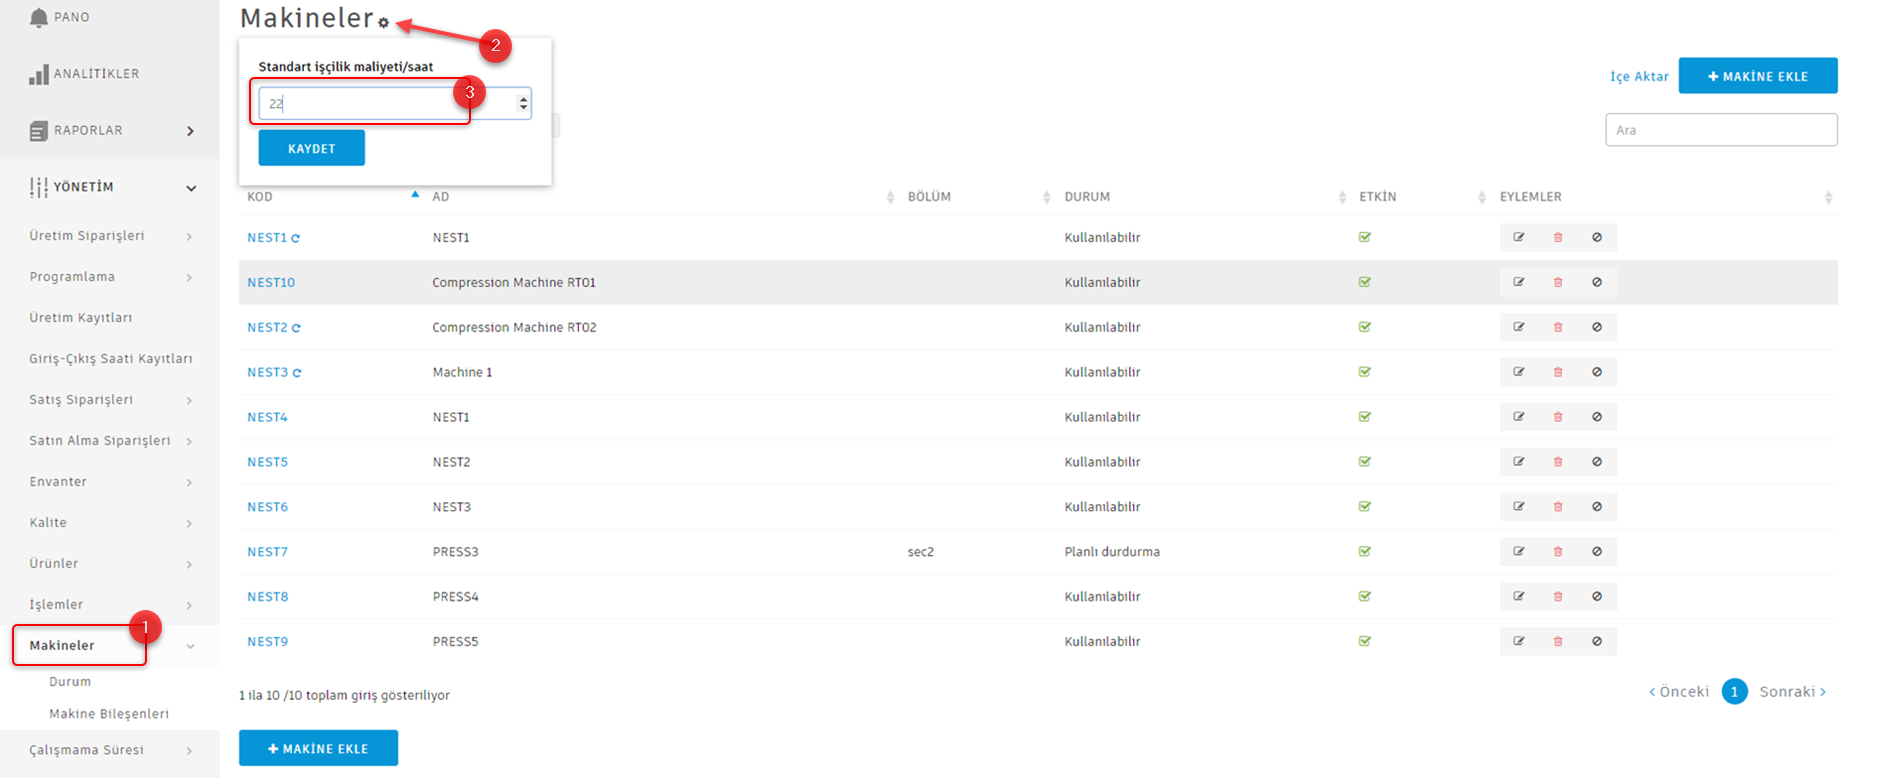 PANO
ANALİTİKLER
RAPORLAR
YÖNETİM
Üretim Siparişleri
Programlama
Üretim Kayıtları
Giriş-Çıkış Saati Kayıtları
Satış Siparişleri
Satın Alma Siparişleri
Envanter
Kalite
Ürünler
İşlemler
Makineler
1
Durum
Makine Bileşenleri
Çalışmama Süresi
Makineler
2
Standart işçilik maliyeti/saat
22
3
KAYDET
İçe Aktar
+ MAKİNE EKLE
Ara
KOD AD BÖLÜM DURUM ETKİN EYLEMLER
NEST1 NEST1 Kullanılabilir
NEST10 Compression Machine RT01 Kullanılabilir
NEST2 Compression Machine RT02 Kullanılabilir
NEST3 Machine 1 Kullanılabilir
NEST4 NEST1 Kullanılabilir
NEST5 NEST2 Kullanılabilir
NEST6 NEST3 Kullanılabilir
NEST7 PRESS3 sec2 Planlı durdurma
NEST8 PRESS4 Kullanılabilir
NEST9 PRESS5 Kullanılabilir
1 ila 10 /10 toplam giriş gösteriliyor
‹ Önceki 1 Sonraki ›
+ MAKİNE EKLE